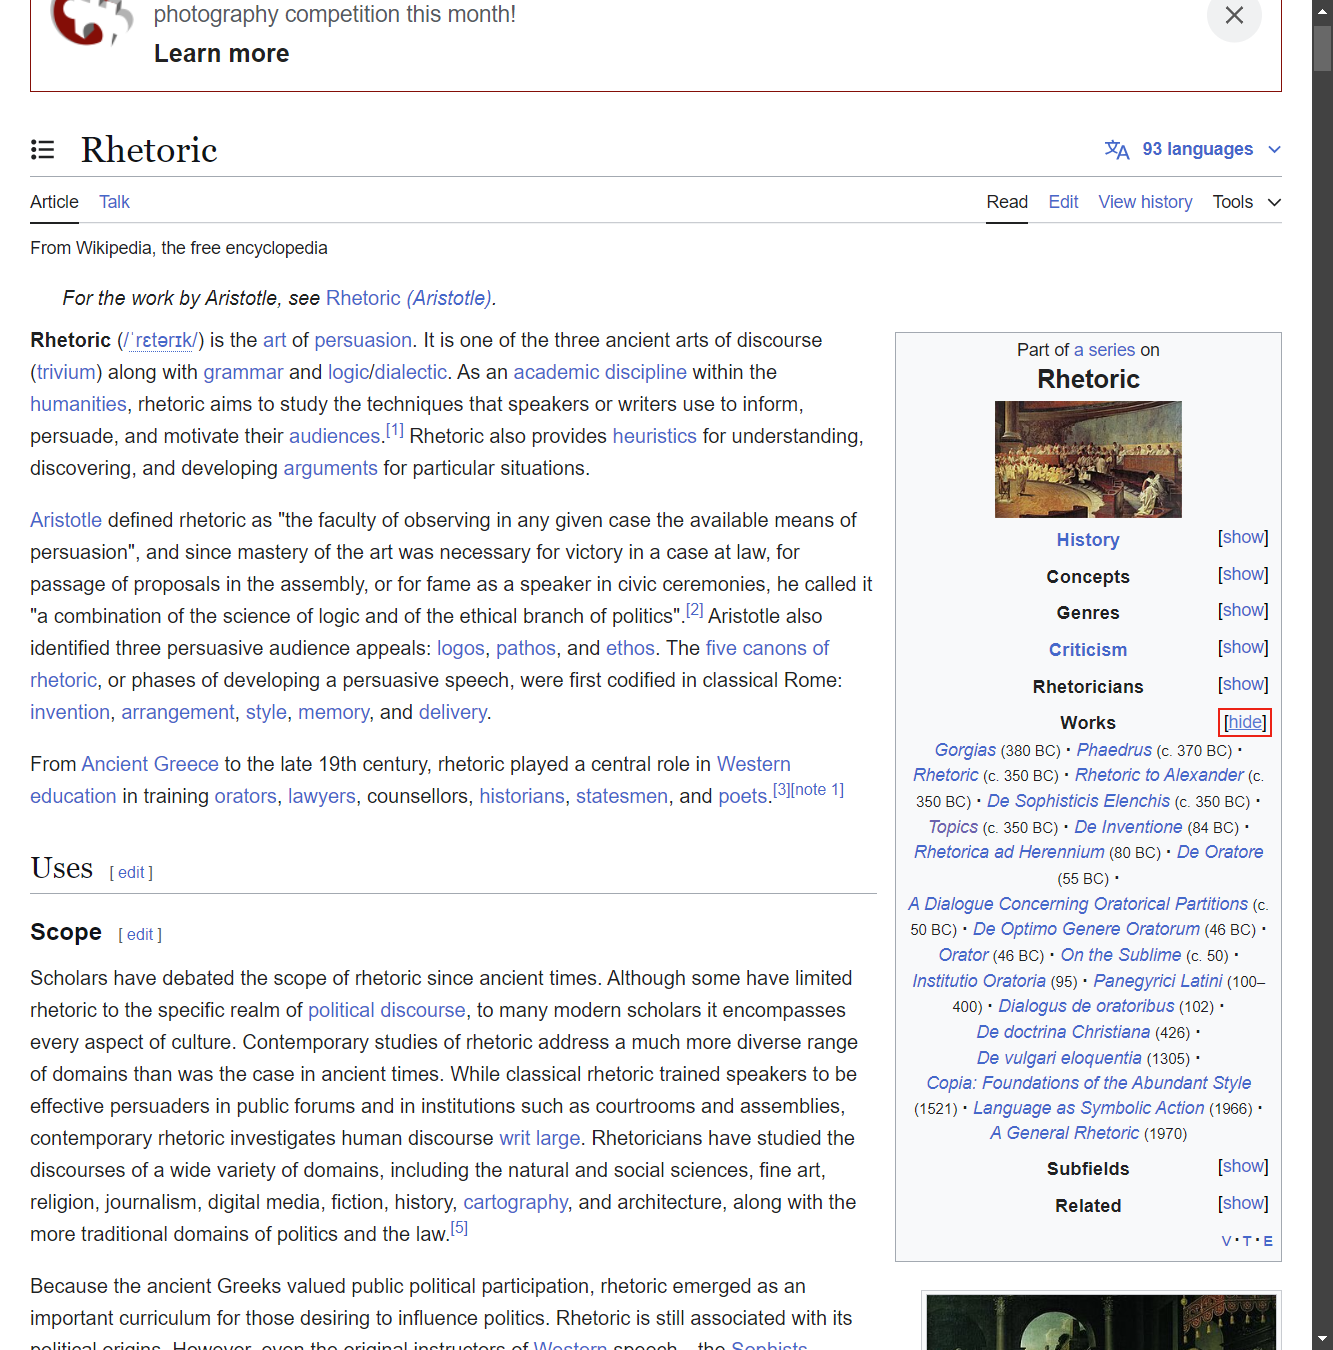 photography competition this month!
Learn more
Rhetoric
93 languages
Article Talk
Read Edit View history Tools
From Wikipedia, the free encyclopedia
For the work by Aristotle, see Rhetoric (Aristotle).
Rhetoric (/ˈrɛtərɪk/) is the art of persuasion. It is one of the three ancient arts of discourse
(trivium) along with grammar and logic/dialectic. As an academic discipline within the
humanities, rhetoric aims to study the techniques that speakers or writers use to inform,
persuade, and motivate their audiences.[1] Rhetoric also provides heuristics for understanding,
discovering, and developing arguments for particular situations.
Aristotle defined rhetoric as "the faculty of observing in any given case the available means of
persuasion", and since mastery of the art was necessary for victory in a case at law, for
passage of proposals in the assembly, or for fame as a speaker in civic ceremonies, he called it
"a combination of the science of logic and of the ethical branch of politics".[2] Aristotle also
identified three persuasive audience appeals: logos, pathos, and ethos. The five canons of
rhetoric, or phases of developing a persuasive speech, were first codified in classical Rome:
invention, arrangement, style, memory, and delivery.
From Ancient Greece to the late 19th century, rhetoric played a central role in Western
education in training orators, lawyers, counsellors, historians, statesmen, and poets.[3][note 1]
Uses [ edit ]
Scope [ edit ]
Scholars have debated the scope of rhetoric since ancient times. Although some have limited
rhetoric to the specific realm of political discourse, to many modern scholars it encompasses
every aspect of culture. Contemporary studies of rhetoric address a much more diverse range
of domains than was the case in ancient times. While classical rhetoric trained speakers to be
effective persuaders in public forums and in institutions such as courtrooms and assemblies,
contemporary rhetoric investigates human discourse writ large. Rhetoricians have studied the
discourses of a wide variety of domains, including the natural and social sciences, fine art,
religion, journalism, digital media, fiction, history, cartography, and architecture, along with the
more traditional domains of politics and the law.[5]
Because the ancient Greeks valued public political participation, rhetoric emerged as an
important curriculum for those desiring to influence politics. Rhetoric is still associated with its
political origins. However, even the original instructors of Western speech—the Sophists
Part of a series on
Rhetoric
History [show]
Concepts [show]
Genres [show]
Criticism [show]
Rhetoricians [show]
Works [hide]
Gorgias (380 BC) · Phaedrus (c. 370 BC) ·
Rhetoric (c. 350 BC) · Rhetoric to Alexander (c.
350 BC) · De Sophisticis Elenchis (c. 350 BC) ·
Topics (c. 350 BC) · De Inventione (84 BC) ·
Rhetorica ad Herennium (80 BC) · De Oratore
(55 BC) ·
A Dialogue Concerning Oratorical Partitions (c.
50 BC) · De Optimo Genere Oratorum (46 BC) ·
Orator (46 BC) · On the Sublime (c. 50) ·
Institutio Oratoria (95) · Panegyrici Latini (100–
400) · Dialogus de oratoribus (102) ·
De doctrina Christiana (426) ·
De vulgari eloquentia (1305) ·
Copia: Foundations of the Abundant Style
(1521) · Language as Symbolic Action (1966) ·
A General Rhetoric (1970)
Subfields [show]
Related [show]
V · T · E